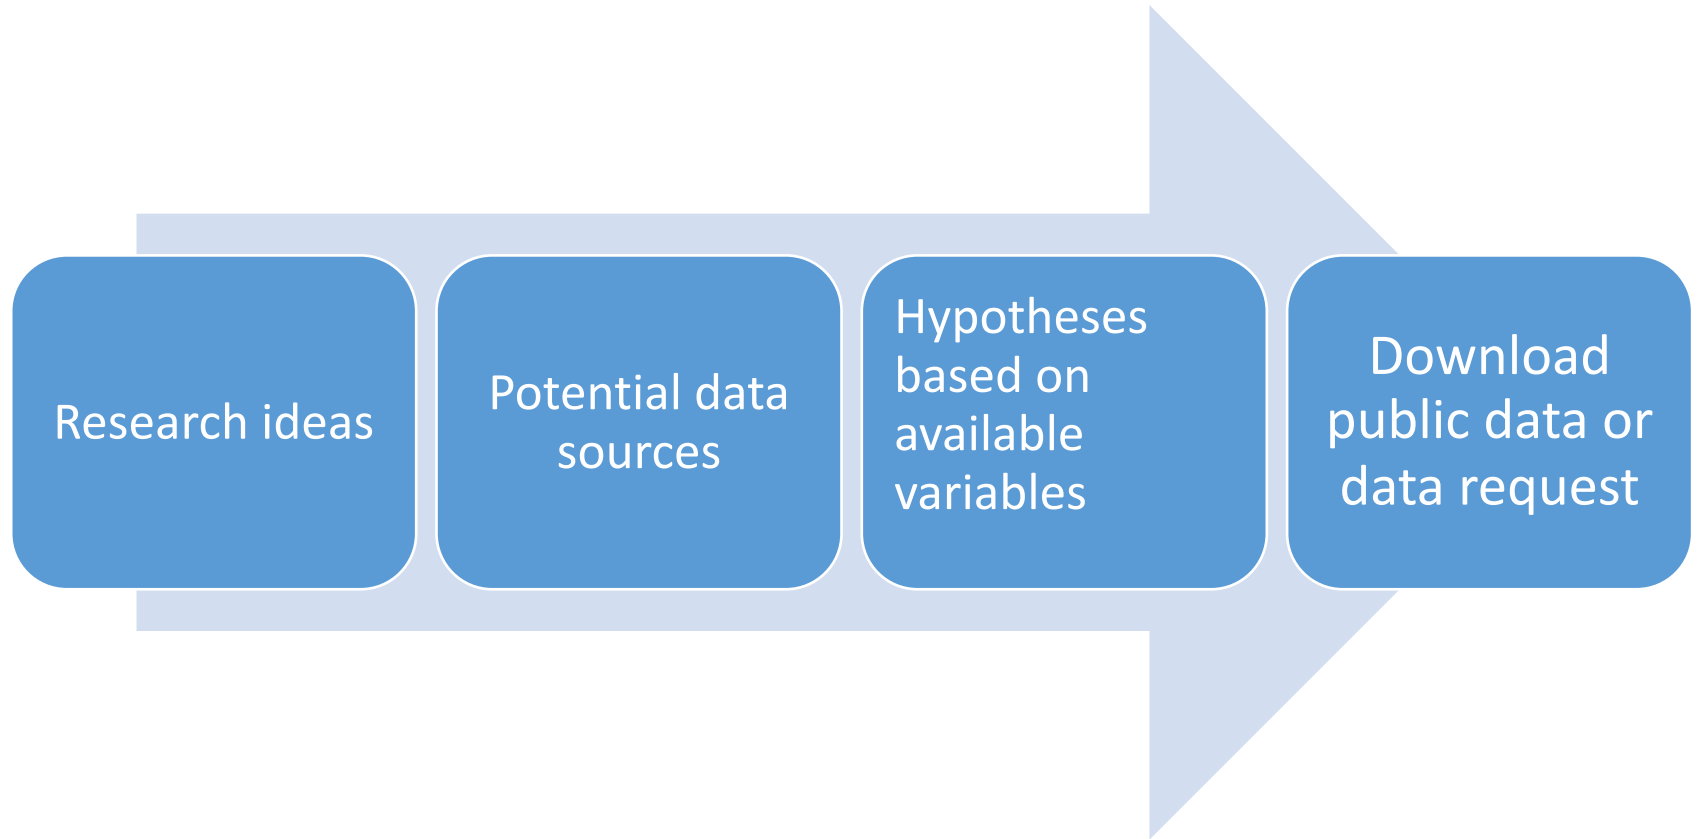 Research ideas
Potential data
sources
Hypotheses
based on
available
variables
Download
public data or
data request